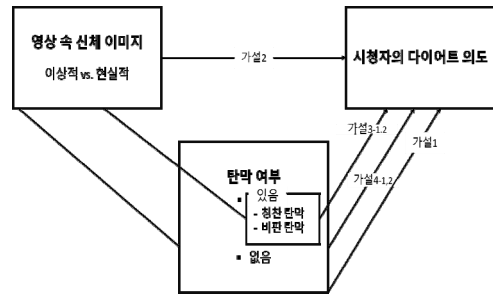 영상 속 신체 이미지
이상적 vs. 현실적
가설2
시청자의 다이어트 의도
가설3-1.2
가설1
가설4-1,2
탄막 여부
▪ 있음
- 칭찬 탄막
- 비판 탄막
▪ 없음